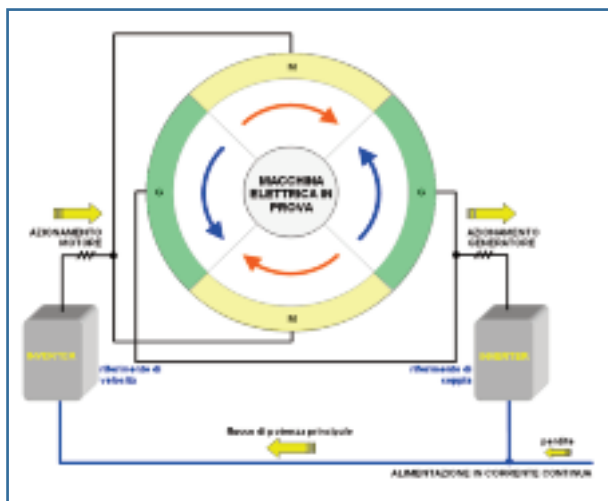 M
MACCHINA
ELETTRICA IN
PROVA
G
G
AZIONAMENTO
MOTORE
AZIONAMENTO
GENERATORE
M
INVERTER
riferimento di
velocità
riferimento di
coppia
INVERTER
flusso di potenza principale
perdite
ALIMENTAZIONE IN CORRENTE CONTINUA